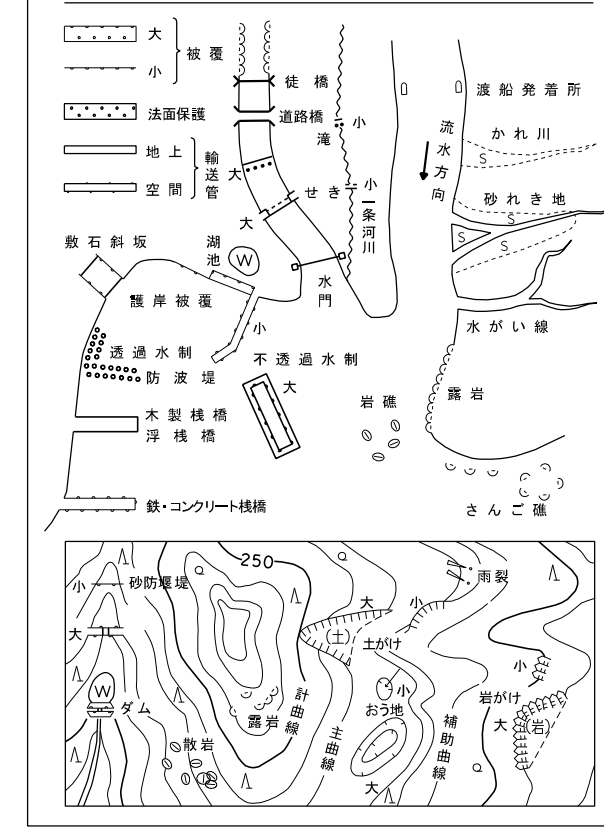 大
小
被覆
法面保護
地上
空間
輸送管
徒橋
道路橋
小
滝
大
せき
小
大
一条河川
流水方向
渡船発着所
かれ川
S
砂れき地
S
S
S
敷石斜坂
湖池
W
水門
護岸被覆
小
透過水制
防波堤
不透過水制
大
木製桟橋
浮桟橋
鉄・コンクリート桟橋
水がい線
露岩
岩礁
さんご礁
250
小
砂防堰堤
大
W
ダム
散岩
露岩
計曲線
主曲線
大
小
(土)
土がけ
小
おう地
大
補助曲線
雨裂
小
岩がけ
大
(岩)